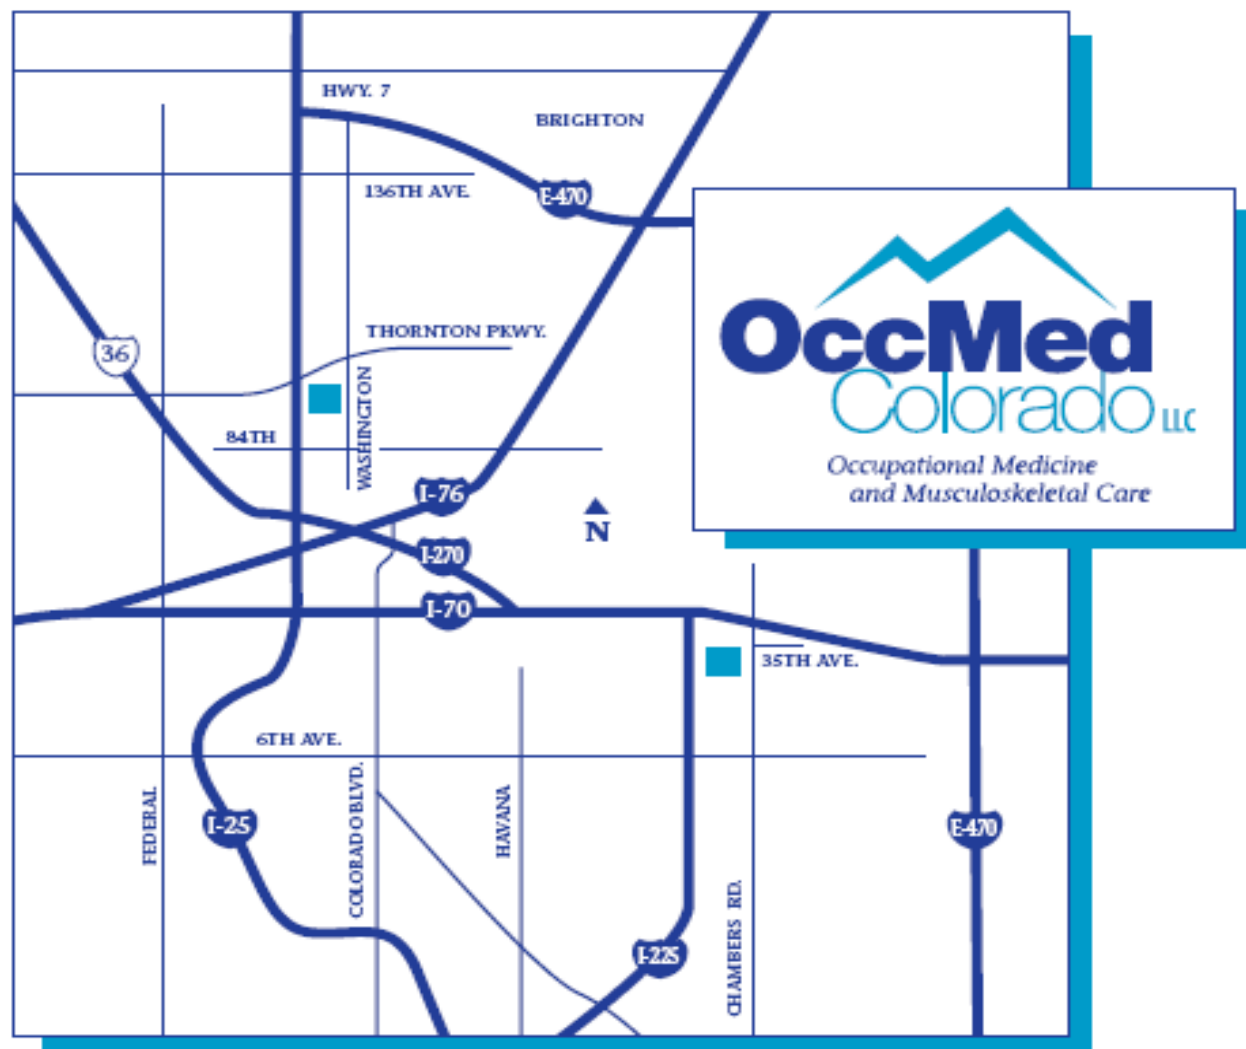 HWY. 7
BRIGHTON
136TH AVE.
E-470
36
THORNTON PKWY.
WASHINGTON
84TH
I-76
N
I-270
I-70
OccMed
Colorado LLC
Occupational Medicine
and Musculoskeletal Care
35TH AVE.
6TH AVE.
FEDERAL
I-25
COLORADO BLVD.
HAVANA
E-470
CHAMBERS RD.
I-225